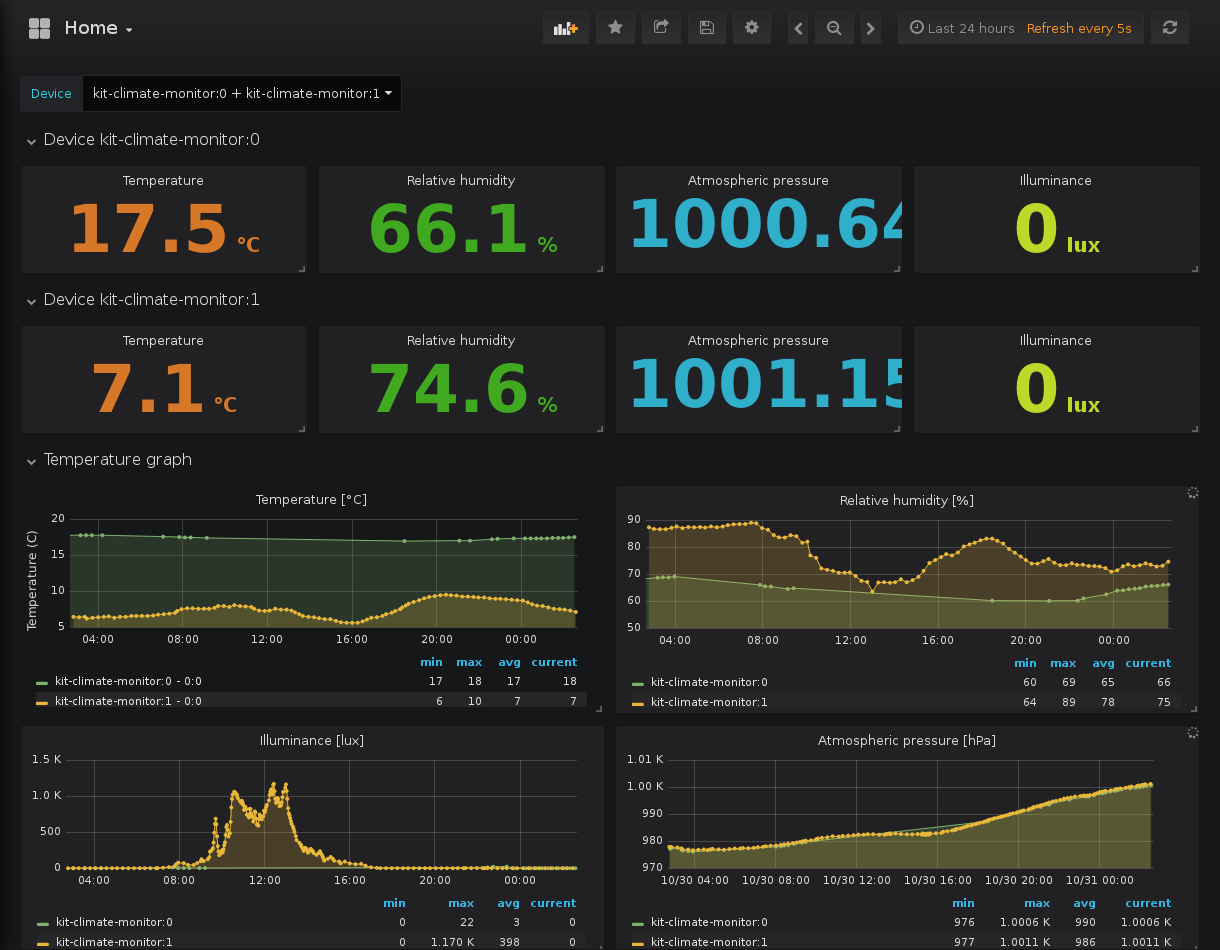 Home
Last 24 hours Refresh every 5s
Device kit-climate-monitor:0 + kit-climate-monitor:1
Device kit-climate-monitor:0
Temperature Relative humidity Atmospheric pressure Illuminance
17.5 °C 66.1 % 1000.64 0 lux
Device kit-climate-monitor:1
Temperature Relative humidity Atmospheric pressure Illuminance
7.1 °C 74.6 % 1001.15 0 lux
Temperature graph
Temperature [°C]
Temperature (C)
20
15
10
5
04:00 08:00 12:00 16:00 20:00 00:00
min max avg current
kit-climate-monitor:0 - 0:0 17 18 17 18
kit-climate-monitor:1 - 0:0 6 10 7 7
Relative humidity [%]
90
80
70
60
50
04:00 08:00 12:00 16:00 20:00 00:00
min max avg current
kit-climate-monitor:0 60 69 65 66
kit-climate-monitor:1 64 89 78 75
Illuminance [lux]
1.5 K
1.0 K
500
0
04:00 08:00 12:00 16:00 20:00 00:00
min max avg current
kit-climate-monitor:0 0 22 3 0
kit-climate-monitor:1 0 1.170 K 398 0
Atmospheric pressure [hPa]
1.01 K
1.00 K
990
980
970
10/30 04:00 10/30 08:00 10/30 12:00 10/30 16:00 10/30 20:00 10/31 00:00
min max avg current
kit-climate-monitor:0 976 1.0006 K 990 1.0006 K
kit-climate-monitor:1 977 1.0011 K 986 1.0011 K